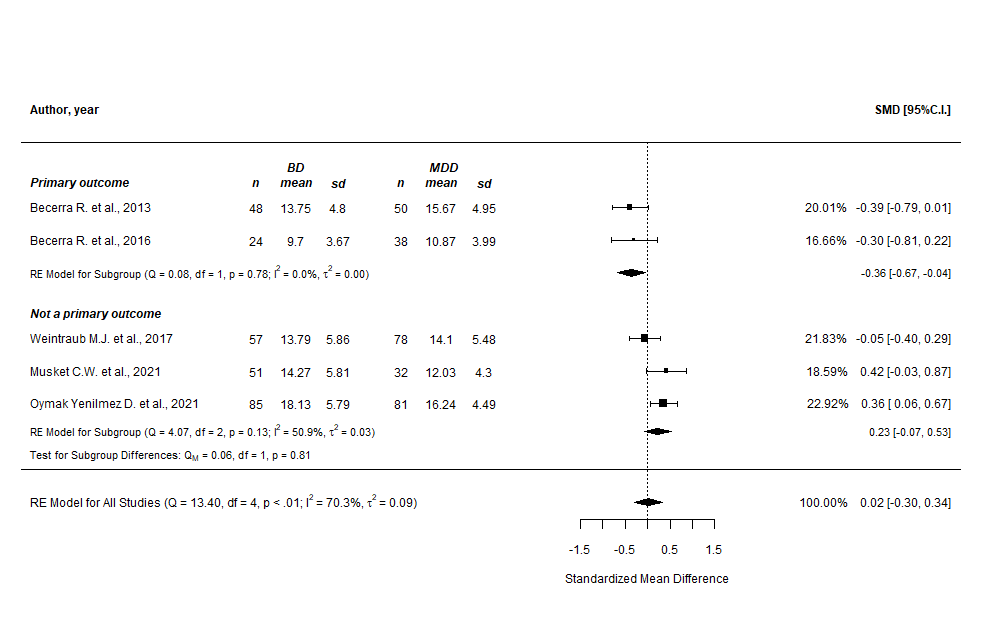 Author, year SMD [95%C.I.]
BD MDD
Primary outcome n mean sd n mean sd
Becerra R. et al., 2013 48 13.75 4.8 50 15.67 4.95 20.01% -0.39 [-0.79, 0.01]
Becerra R. et al., 2016 24 9.7 3.67 38 10.87 3.99 16.66% -0.30 [-0.81, 0.22]
RE Model for Subgroup (Q = 0.08, df = 1, p = 0.78; I² = 0.0%, τ² = 0.00) -0.36 [-0.67, -0.04]
Not a primary outcome
Weintraub M.J. et al., 2017 57 13.79 5.86 78 14.1 5.48 21.83% -0.05 [-0.40, 0.29]
Musket C.W. et al., 2021 51 14.27 5.81 32 12.03 4.3 18.59% 0.42 [-0.03, 0.87]
Oymak Yenilmez D. et al., 2021 85 18.13 5.79 81 16.24 4.49 22.92% 0.36 [ 0.06, 0.67]
RE Model for Subgroup (Q = 4.07, df = 2, p = 0.13; I² = 50.9%, τ² = 0.03) 0.23 [-0.07, 0.53]
Test for Subgroup Differences: Q_M = 0.06, df = 1, p = 0.81
RE Model for All Studies (Q = 13.40, df = 4, p < .01; I² = 70.3%, τ² = 0.09) 100.00% 0.02 [-0.30, 0.34]
-1.5 -0.5 0.5 1.5
Standardized Mean Difference